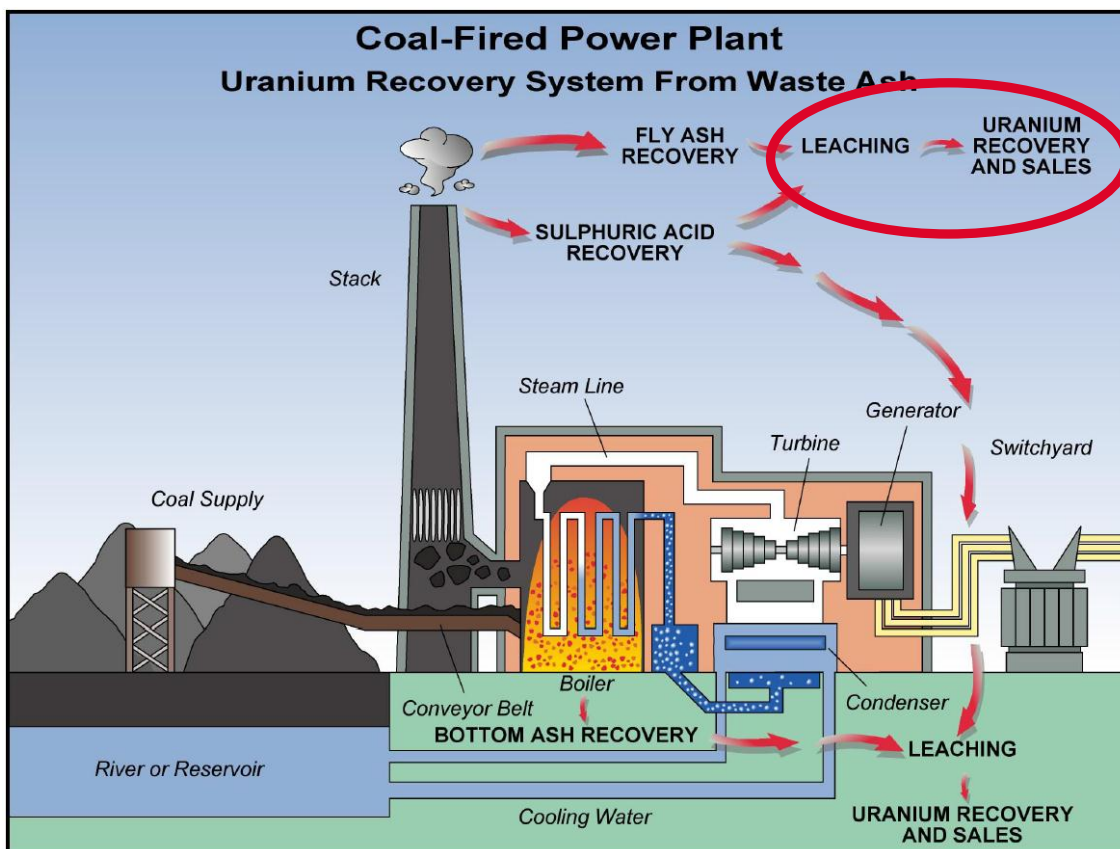 Coal-Fired Power Plant
Uranium Recovery System From Waste Ash
FLY ASH
RECOVERY
LEACHING
URANIUM
RECOVERY
AND SALES
SULPHURIC ACID
RECOVERY
Stack
Steam Line
Generator
Turbine
Switchyard
Coal Supply
Boiler
Conveyor Belt
Condenser
BOTTOM ASH RECOVERY
LEACHING
River or Reservoir
Cooling Water
URANIUM RECOVERY
AND SALES